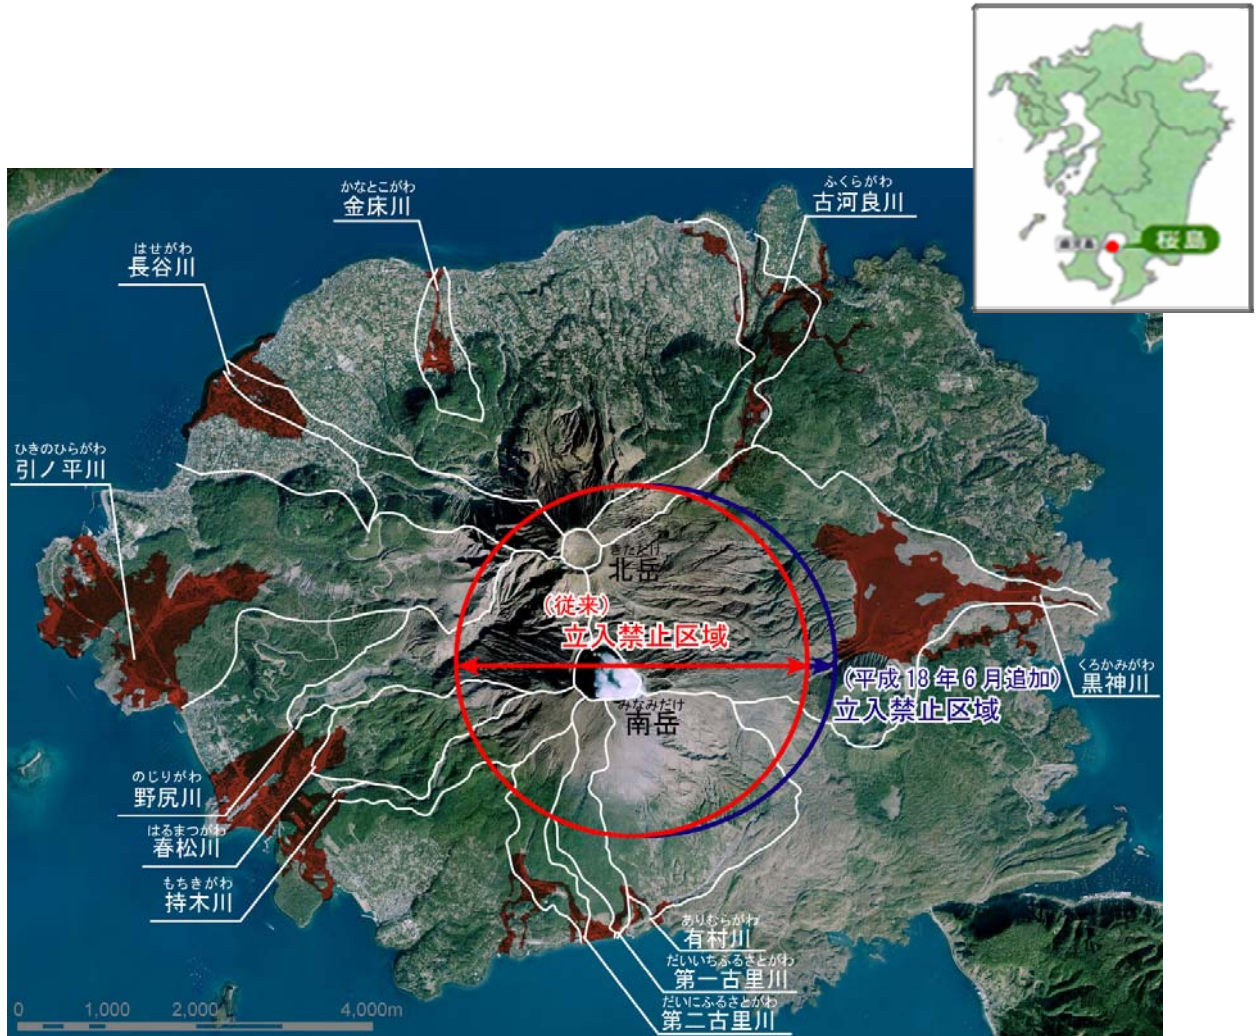 桜島
鹿児島
かなとこがわ
金床川
ふくらがわ
古河良川
はせがわ
長谷川
ひきのひらがわ
引ノ平川
きただけ
北岳
(従来)
立入禁止区域
(平成18年6月追加)
立入禁止区域
くろかみがわ
黒神川
みなみだけ
南岳
のじりがわ
野尻川
はるまつがわ
春松川
もちきがわ
持木川
ありむらがわ
有村川
だいいちふるさとがわ
第一古里川
だいにふるさとがわ
第二古里川
0 1,000 2,000 4,000m